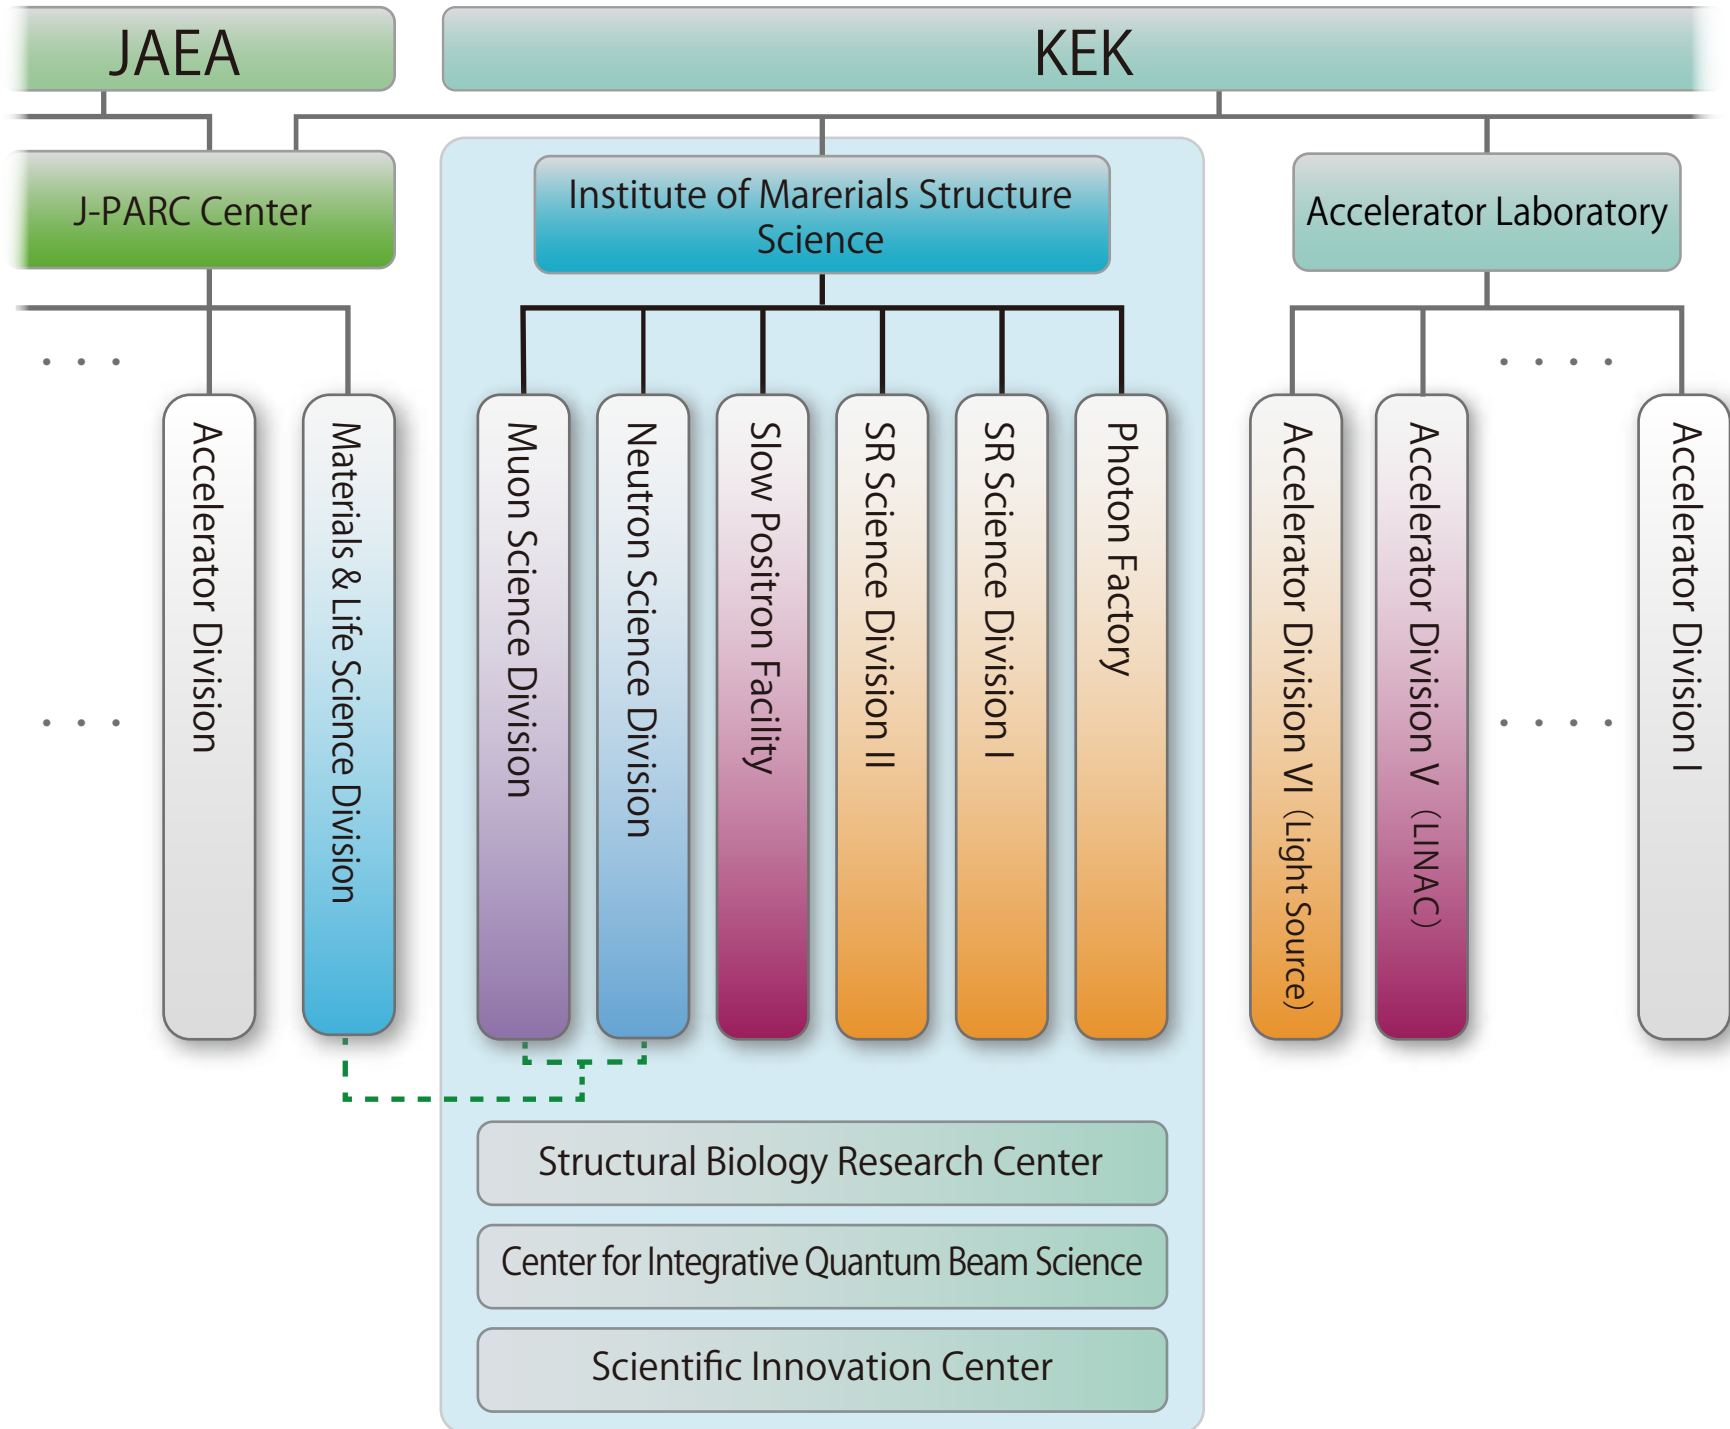 JAEA
KEK
J-PARC Center
Institute of Marerials Structure
Science
Accelerator Laboratory
Accelerator Division
Materials & Life Science Division
Muon Science Division
Neutron Science Division
Slow Positron Facility
SR Science Division II
SR Science Division I
Photon Factory
Accelerator Division VI (Light Source)
Accelerator Division V (LINAC)
Accelerator Division I
Structural Biology Research Center
Center for Integrative Quantum Beam Science
Scientific Innovation Center